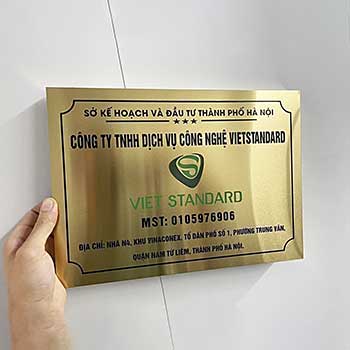 SỞ KẾ HOẠCH VÀ ĐẦU TƯ THÀNH PHỐ HÀ NỘI
CÔNG TY TNHH DỊCH VỤ CÔNG NGHỆ VIETSTANDARD
VIET STANDARD
MST: 0105976906
ĐỊA CHỈ: NHÀ N4, KHU VINACONEX, TỔ DÂN PHỐ SỐ 1, PHƯỜNG TRUNG VĂN,
QUẬN NAM TỪ LIÊM, THÀNH PHỐ HÀ NỘI.